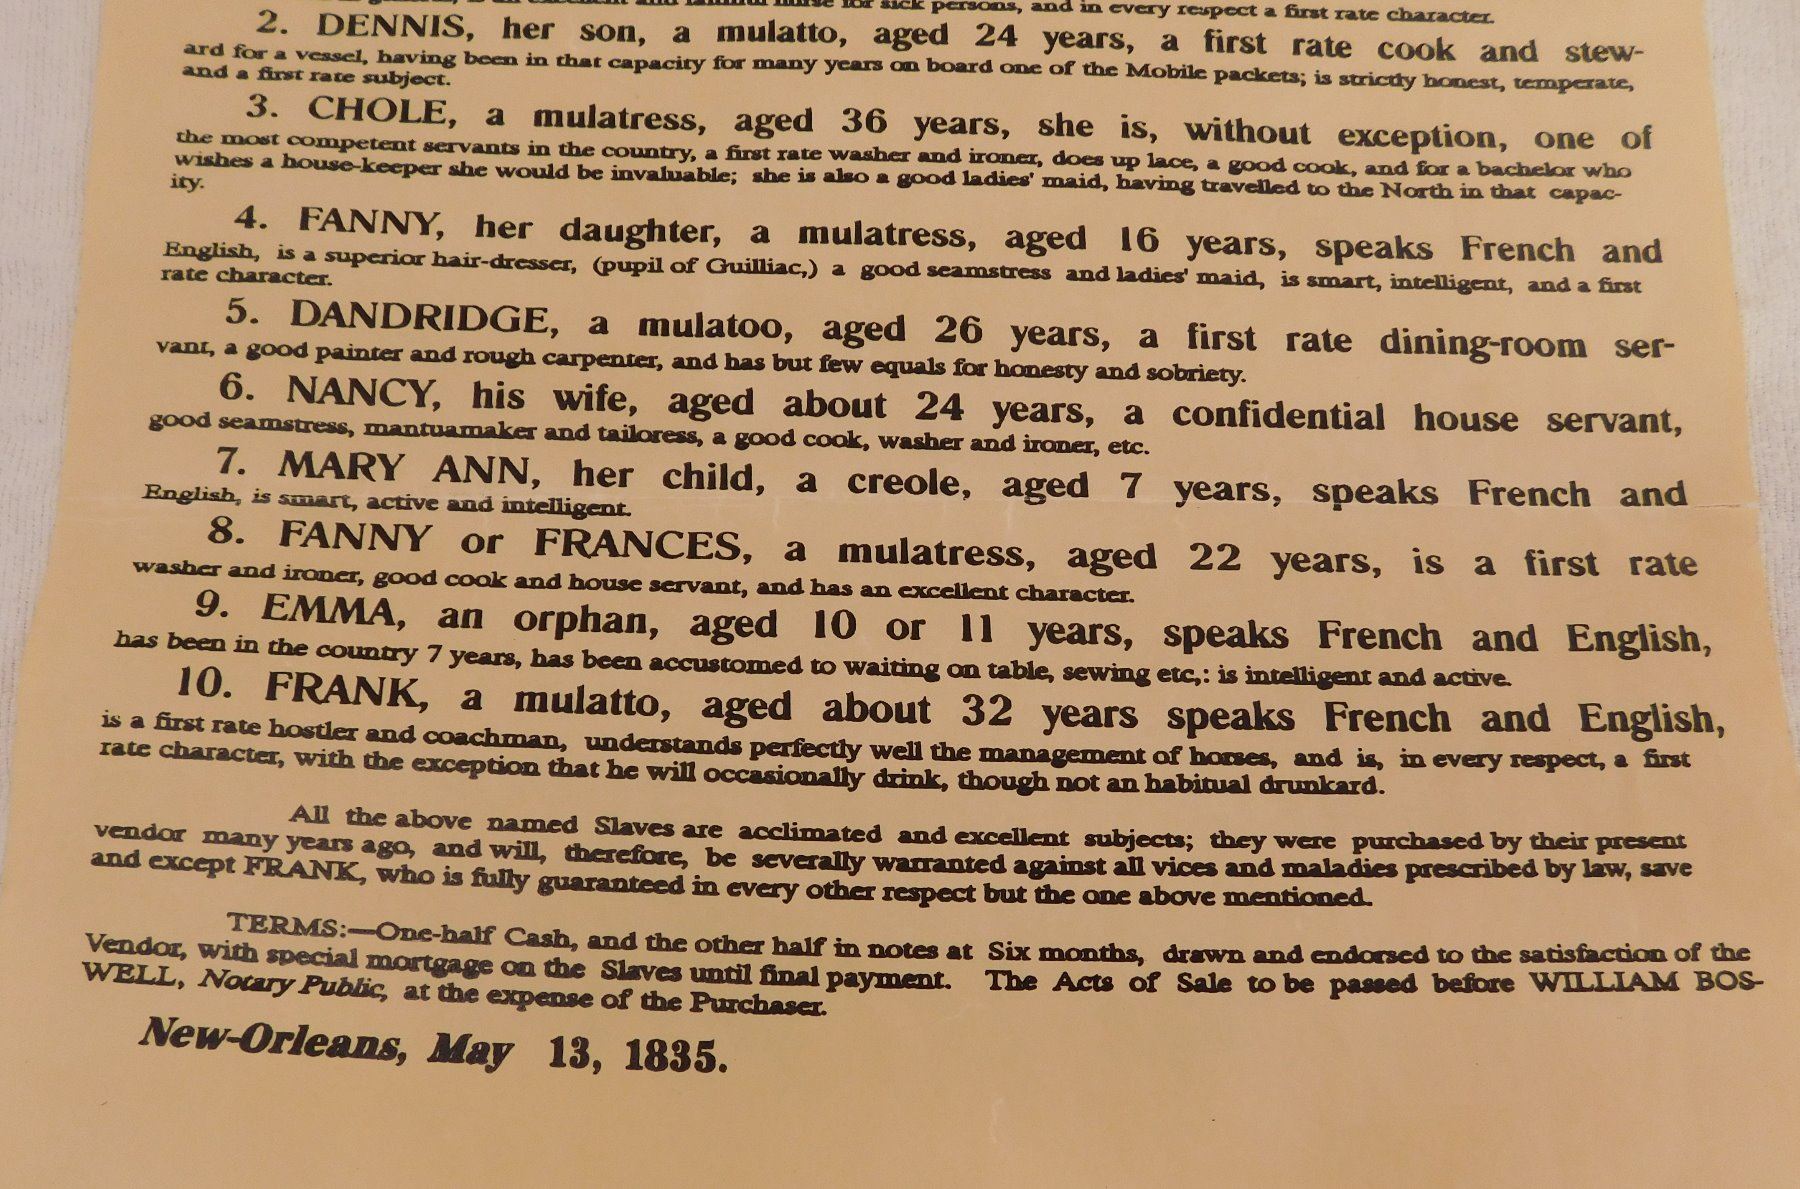 sick persons, and in every respect a first rate character.
2. DENNIS, her son, a mulatto, aged 24 years, a first rate cook and stew-
ard for a vessel, having been in that capacity for many years on board one of the Mobile packets; is strictly honest, temperate,
and a first rate subject.
3. CHOLE, a mulatress, aged 36 years, she is, without exception, one of
the most competent servants in the country, a first rate washer and ironer, does up lace, a good cook, and for a bachelor who
wishes a house-keeper she would be invaluable; she is also a good ladies' maid, having travelled to the North in that capac-
ity.
4. FANNY, her daughter, a mulatress, aged 16 years, speaks French and
English, is a superior hair-dresser, (pupil of Guilliac,) a good seamstress and ladies' maid, is smart, intelligent, and a first
rate character.
5. DANDRIDGE, a mulatoo, aged 26 years, a first rate dining-room ser-
vant, a good painter and rough carpenter, and has but few equals for honesty and sobriety.
6. NANCY, his wife, aged about 24 years, a confidential house servant,
good seamstress, mantuamaker and tailoress, a good cook, washer and ironer, etc.
7. MARY ANN, her child, a creole, aged 7 years, speaks French and
English, is smart, active and intelligent.
8. FANNY or FRANCES, a mulatress, aged 22 years, is a first rate
washer and ironer, good cook and house servant, and has an excellent character.
9. EMMA, an orphan, aged 10 or 11 years, speaks French and English,
has been in the country 7 years, has been accustomed to waiting on table, sewing etc,: is intelligent and active.
10. FRANK, a mulatto, aged about 32 years speaks French and English,
is a first rate hostler and coachman, understands perfectly well the management of horses, and is, in every respect, a first
rate character, with the exception that he will occasionally drink, though not an habitual drunkard.
All the above named Slaves are acclimated and excellent subjects; they were purchased by their present
vendor many years ago, and will, therefore, be severally warranted against all vices and maladies prescribed by law, save
and except FRANK, who is fully guaranteed in every other respect but the one above mentioned.
TERMS:—One-half Cash, and the other half in notes at Six months, drawn and endorsed to the satisfaction of the
Vendor, with special mortgage on the Slaves until final payment. The Acts of Sale to be passed before WILLIAM BOS-
WELL, Notary Public, at the expense of the Purchaser.
New-Orleans, May 13, 1835.